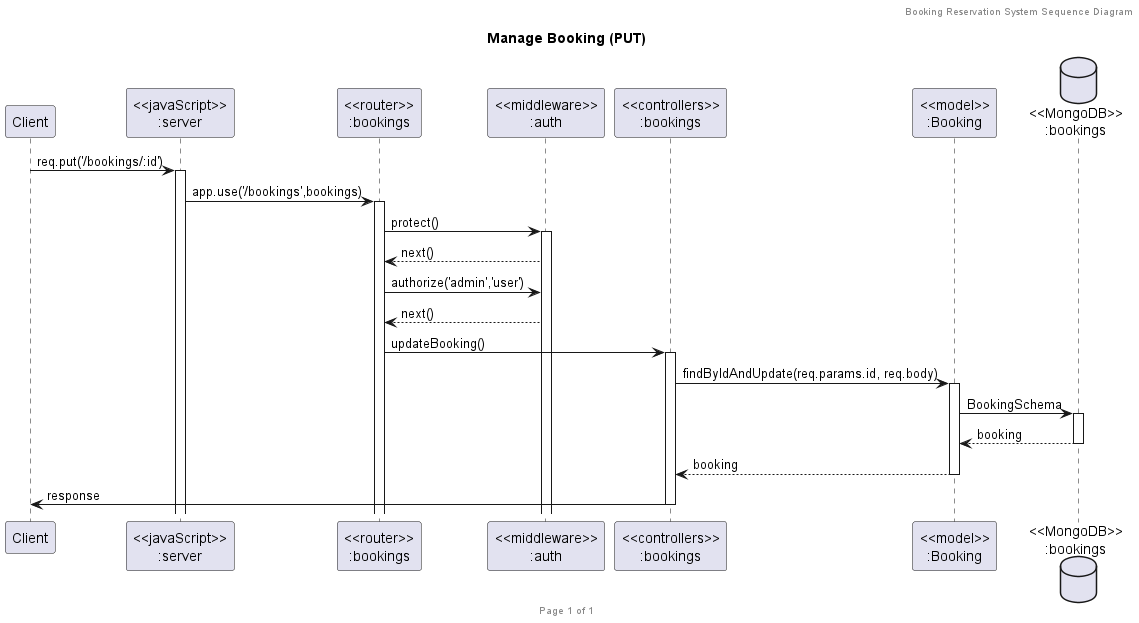 Booking Reservation System Sequence Diagram
Manage Booking (PUT)
Client
<<javaScript>>
:server
<<router>>
:bookings
<<middleware>>
:auth
<<controllers>>
:bookings
<<model>>
:Booking
<<MongoDB>>
:bookings
req.put('/bookings/:id')
app.use('/bookings',bookings)
protect()
next()
authorize('admin','user')
next()
updateBooking()
findByIdAndUpdate(req.params.id, req.body)
BookingSchema
booking
booking
response
Client
<<javaScript>>
:server
<<router>>
:bookings
<<middleware>>
:auth
<<controllers>>
:bookings
<<model>>
:Booking
<<MongoDB>>
:bookings
Page 1 of 1